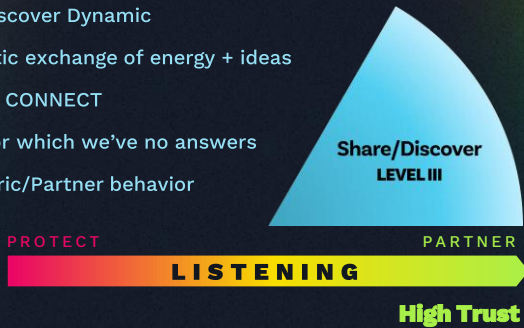 scover Dynamic
tic exchange of energy + ideas
CONNECT
or which we've no answers
ric/Partner behavior
Share/Discover
LEVEL III
PROTECT PARTNER
LISTENING
High Trust